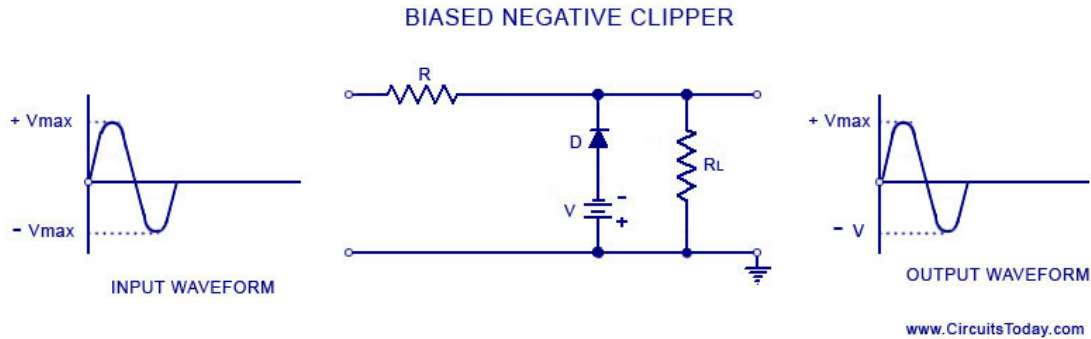 BIASED NEGATIVE CLIPPER
+ Vmax
- Vmax
INPUT WAVEFORM
R
D
V
-
+
RL
+ Vmax
- V
OUTPUT WAVEFORM
www.CircuitsToday.com